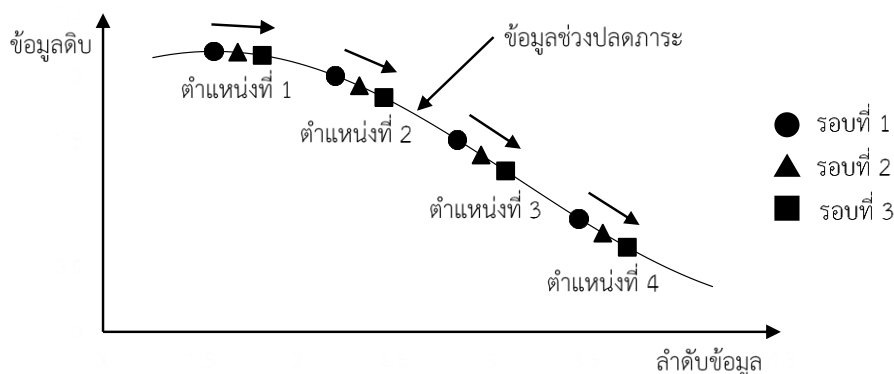 ข้อมูลดิบ
ข้อมูลช่วงปลดภาระ
ตำแหน่งที่ 1
ตำแหน่งที่ 2
ตำแหน่งที่ 3
ตำแหน่งที่ 4
รอบที่ 1
รอบที่ 2
รอบที่ 3
ลำดับข้อมูล